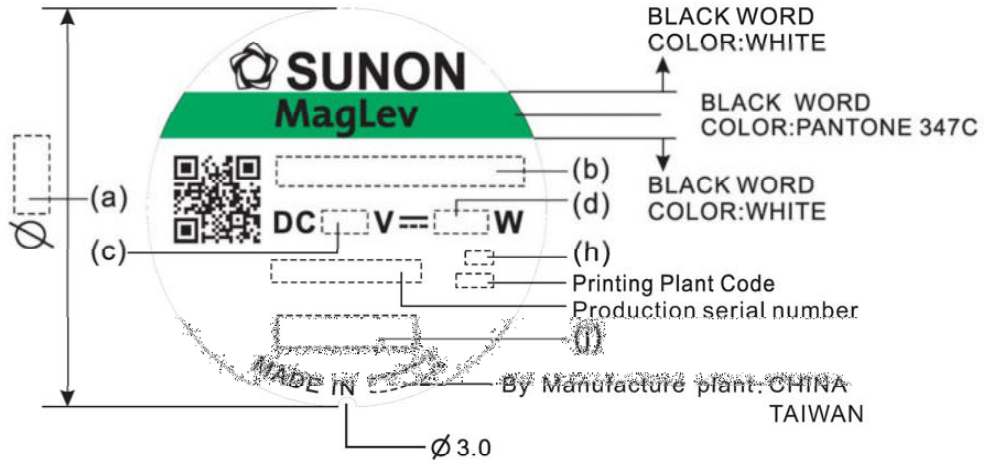 BLACK WORD
COLOR:WHITE
SUNON
MagLev
BLACK WORD
COLOR:PANTONE 347C
(a)
(b)
BLACK WORD
COLOR:WHITE
DC V W
(d)
Ø
(c)
(h)
Printing Plant Code
Production serial number
MADE IN
By Manufacture plant: CHINA
TAIWAN
Ø 3.0